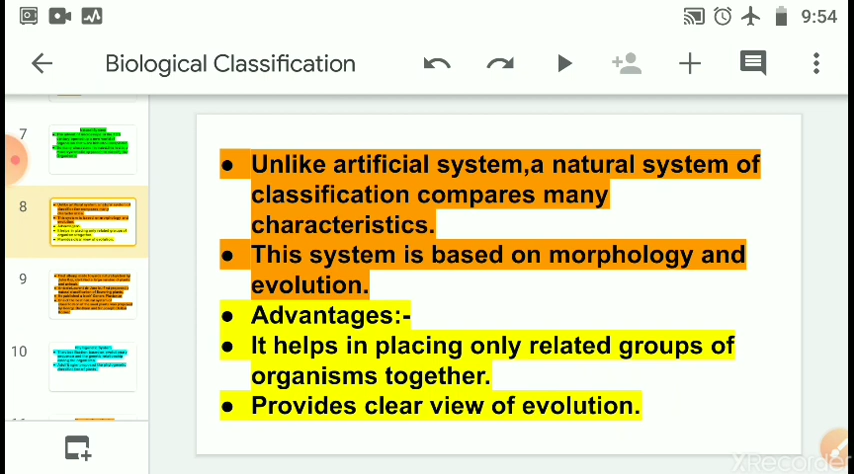 9:54
Biological Classification
7
8
9
10
● Unlike artificial system,a natural system of
classification compares many
characteristics.
● This system is based on morphology and
evolution.
● Advantages:-
● It helps in placing only related groups of
organisms together.
● Provides clear view of evolution.
XRecorder